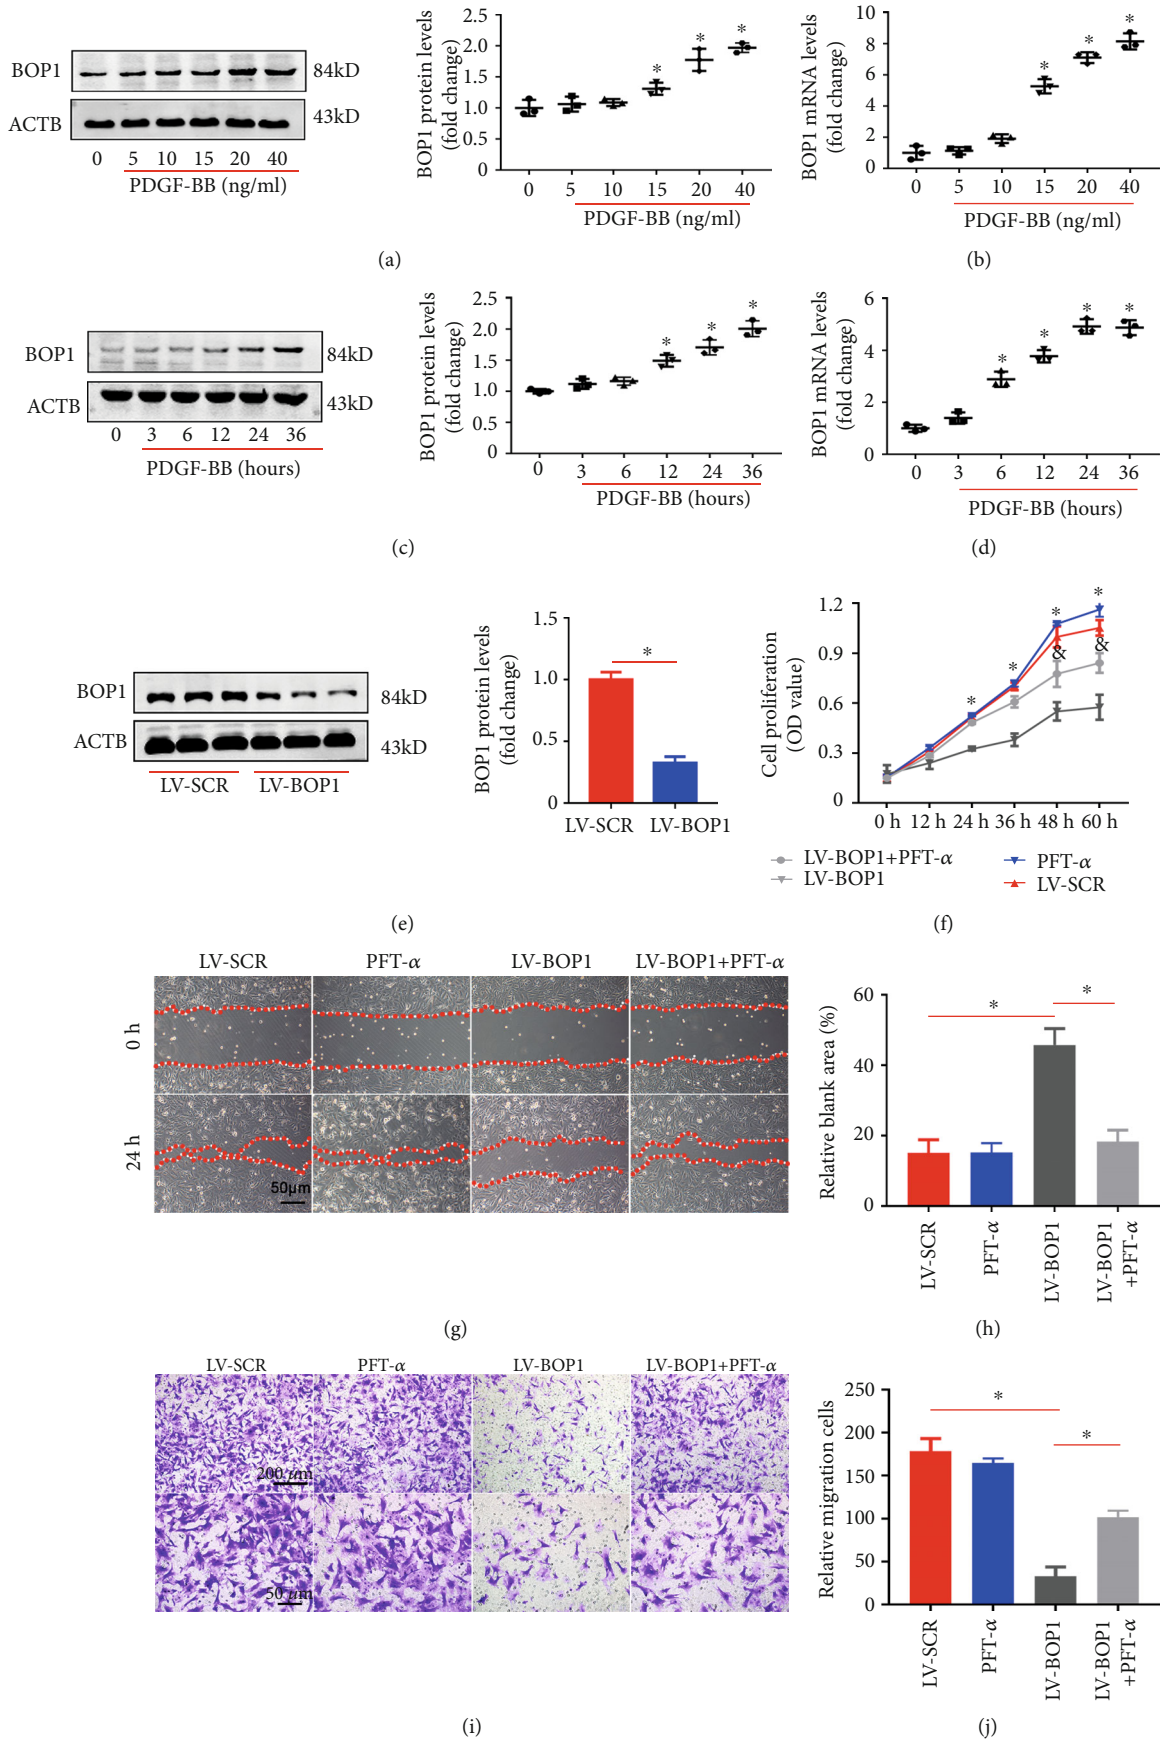 BOP1
84kD
ACTB
43kD
0 5 10 15 20 40
PDGF-BB (ng/ml)
BOP1 protein levels
(fold change)
2.5
2.0
1.5
1.0
0.5
0
* * *
0 5 10 15 20 40
PDGF-BB (ng/ml)
(a)
BOP1 mRNA levels
(fold change)
10
8
6
4
2
0
* * *
0 5 10 15 20 40
PDGF-BB (ng/ml)
(b)
BOP1
84kD
ACTB
43kD
0 3 6 12 24 36
PDGF-BB (hours)
BOP1 protein levels
(fold change)
2.5
2.0
1.5
1.0
0.5
0
* * *
0 3 6 12 24 36
PDGF-BB (hours)
(c)
BOP1 mRNA levels
(fold change)
6
4
2
0
* * * * *
0 3 6 12 24 36
PDGF-BB (hours)
(d)
BOP1
84kD
ACTB
43kD
LV-SCR LV-BOP1
BOP1 protein levels
(fold change)
1.5
1.0
0.5
0
*
LV-SCR LV-BOP1
(e)
Cell proliferation
(OD value)
1.2
0.9
0.6
0.3
0
* * * *
& &
0 h 12 h 24 h 36 h 48 h 60 h
LV-BOP1+PFT-α
LV-BOP1
PFT-α
LV-SCR
(f)
LV-SCR PFT-α LV-BOP1 LV-BOP1+PFT-α
0 h
24 h
50μm
(g)
Relative blank area (%)
60
40
20
0
* *
LV-SCR
PFT-α
LV-BOP1
LV-BOP1
+PFT-α
(h)
LV-SCR PFT-α LV-BOP1 LV-BOP1+PFT-α
200 μm
50 μm
(i)
Relative migration cells
250
200
150
100
50
0
* *
LV-SCR
PFT-α
LV-BOP1
LV-BOP1
+PFT-α
(j)